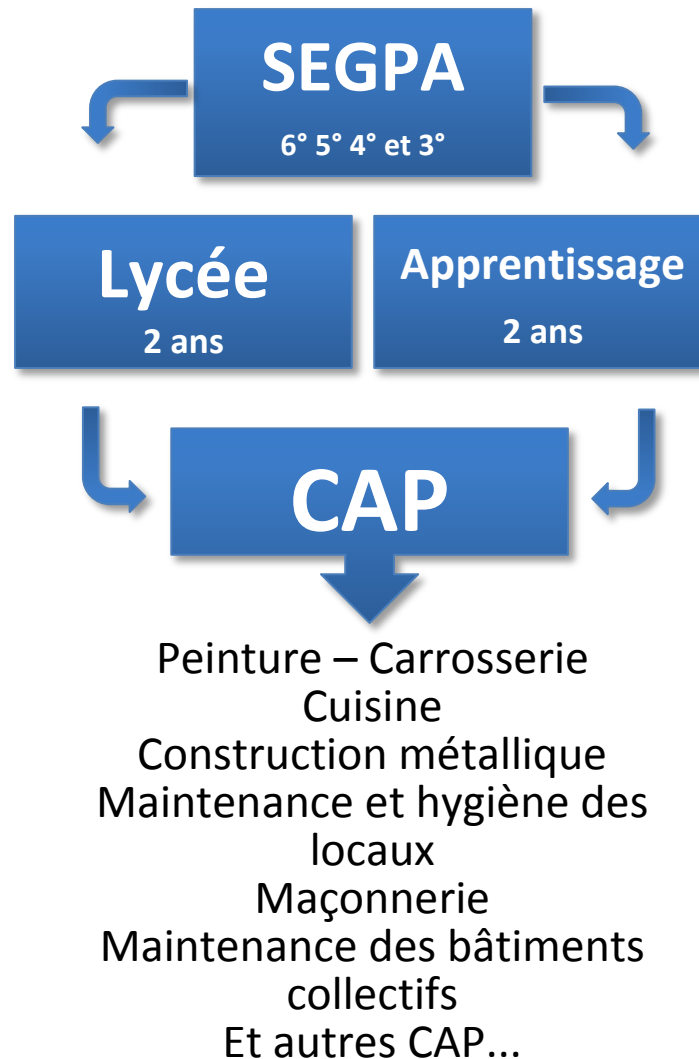 SEGPA
6° 5° 4° et 3°
Lycée
2 ans
Apprentissage
2 ans
CAP
Peinture – Carrosserie
Cuisine
Construction métallique
Maintenance et hygiène des
locaux
Maçonnerie
Maintenance des bâtiments
collectifs
Et autres CAP...